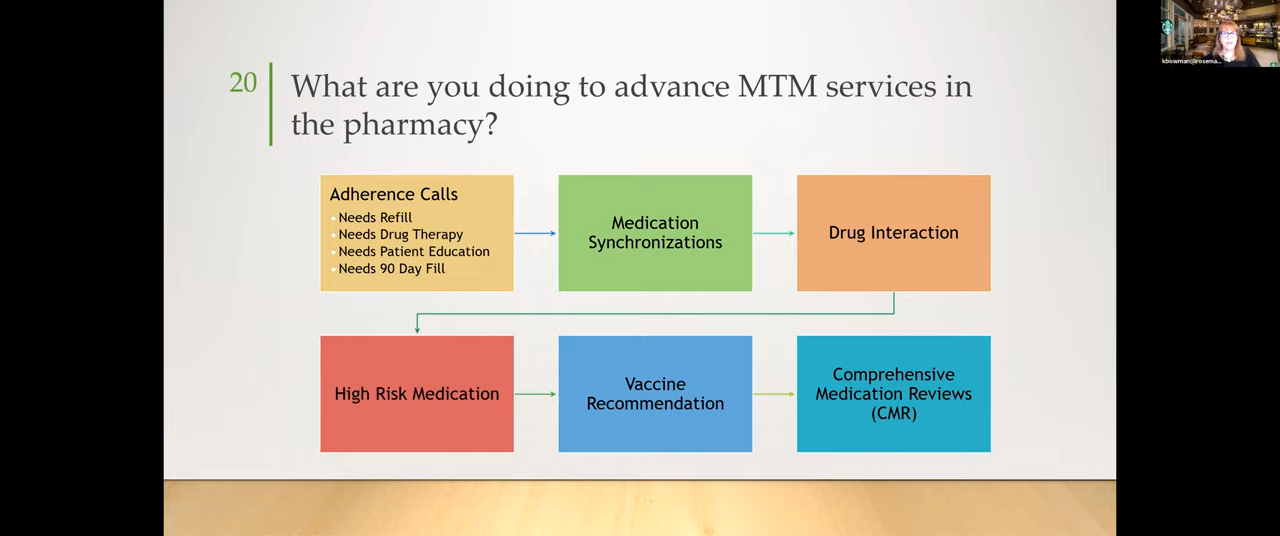 20
What are you doing to advance MTM services in
the pharmacy?
Adherence Calls
• Needs Refill
• Needs Drug Therapy
• Needs Patient Education
• Needs 90 Day Fill
Medication
Synchronizations
Drug Interaction
High Risk Medication
Vaccine
Recommendation
Comprehensive
Medication Reviews
(CMR)
kbowman@rosema...